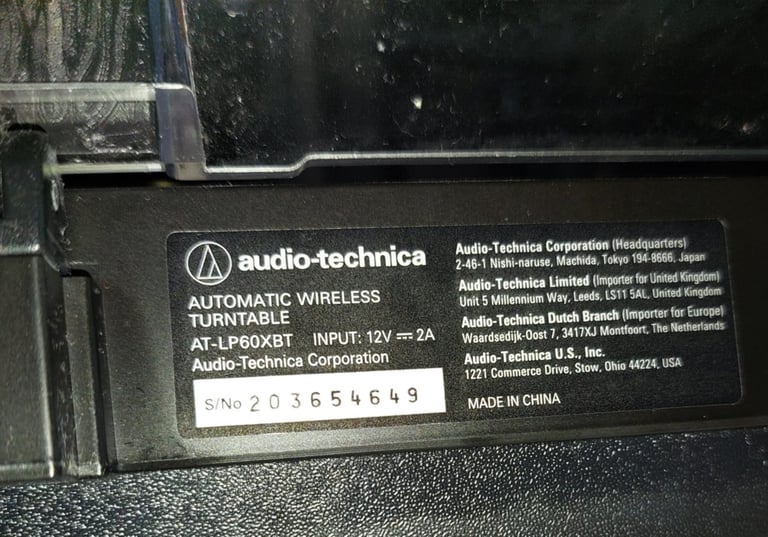 audio-technica
AUTOMATIC WIRELESS
TURNTABLE
AT-LP60XBT INPUT: 12V ⎓ 2A
Audio-Technica Corporation
S/No 203654649
Audio-Technica Corporation (Headquarters)
2-46-1 Nishi-naruse, Machida, Tokyo 194-8666, Japan
Audio-Technica Limited (Importer for United Kingdom)
Unit 5 Millennium Way, Leeds, LS11 5AL, United Kingdom
Audio-Technica Dutch Branch (Importer for Europe)
Waardsedijk-Oost 7, 3417XJ Montfoort, The Netherlands
Audio-Technica U.S., Inc.
1221 Commerce Drive, Stow, Ohio 44224, USA
MADE IN CHINA